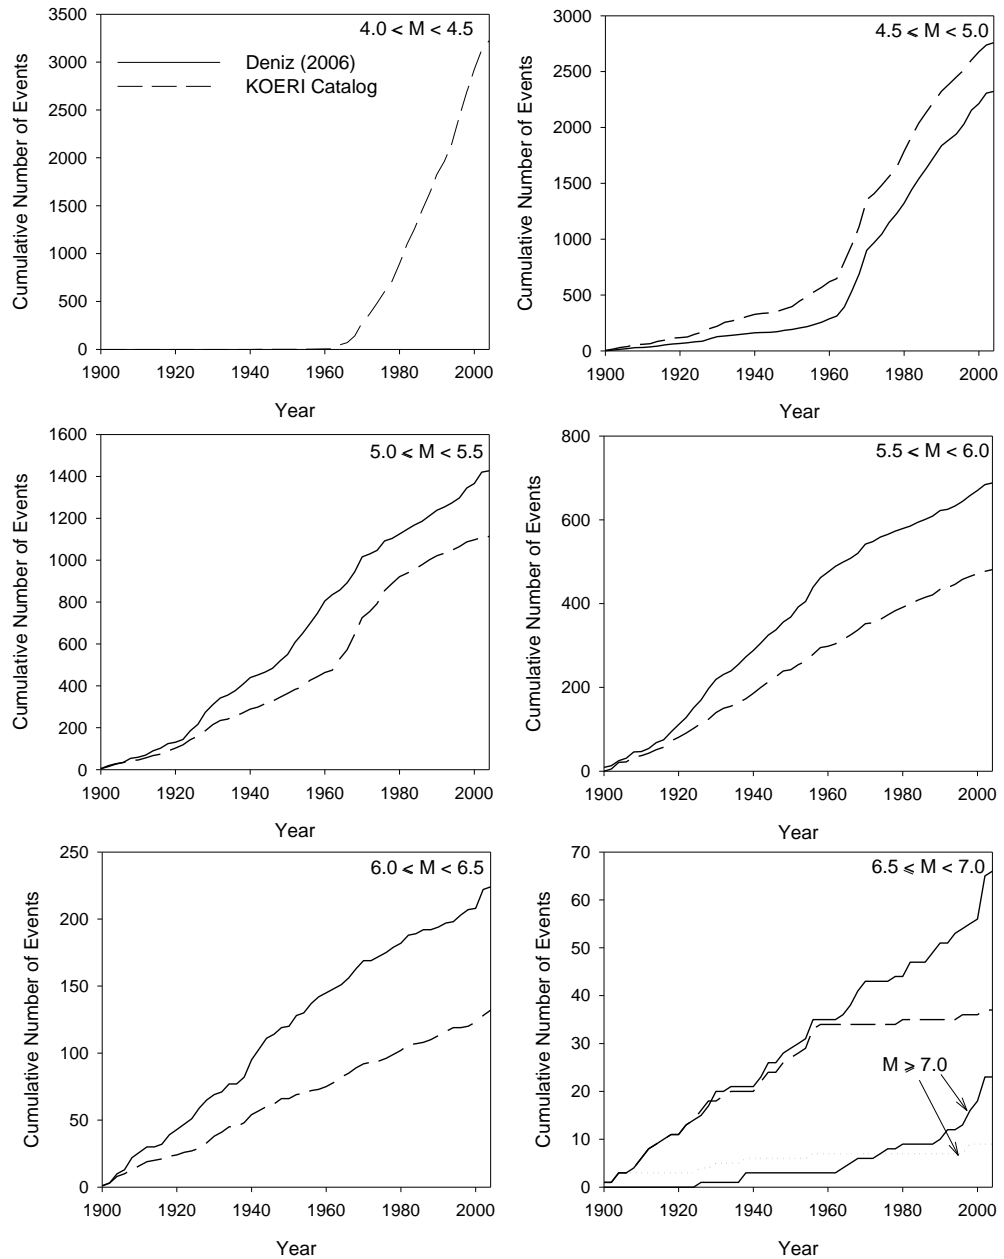 4.0 < M < 4.5
Deniz (2006)
KOERI Catalog
Cumulative Number of Events
3500
3000
2500
2000
1500
1000
500
0
1900 1920 1940 1960 1980 2000
Year
4.5 ⩽ M < 5.0
Cumulative Number of Events
3000
2500
2000
1500
1000
500
0
1900 1920 1940 1960 1980 2000
Year
5.0 ⩽ M < 5.5
Cumulative Number of Events
1600
1400
1200
1000
800
600
400
200
0
1900 1920 1940 1960 1980 2000
Year
5.5 ⩽ M < 6.0
Cumulative Number of Events
800
600
400
200
0
1900 1920 1940 1960 1980 2000
Year
6.0 ⩽ M < 6.5
Cumulative Number of Events
250
200
150
100
50
0
1900 1920 1940 1960 1980 2000
Year
6.5 ⩽ M < 7.0
Cumulative Number of Events
70
60
50
40
30
20
10
0
M ⩾ 7.0
1900 1920 1940 1960 1980 2000
Year